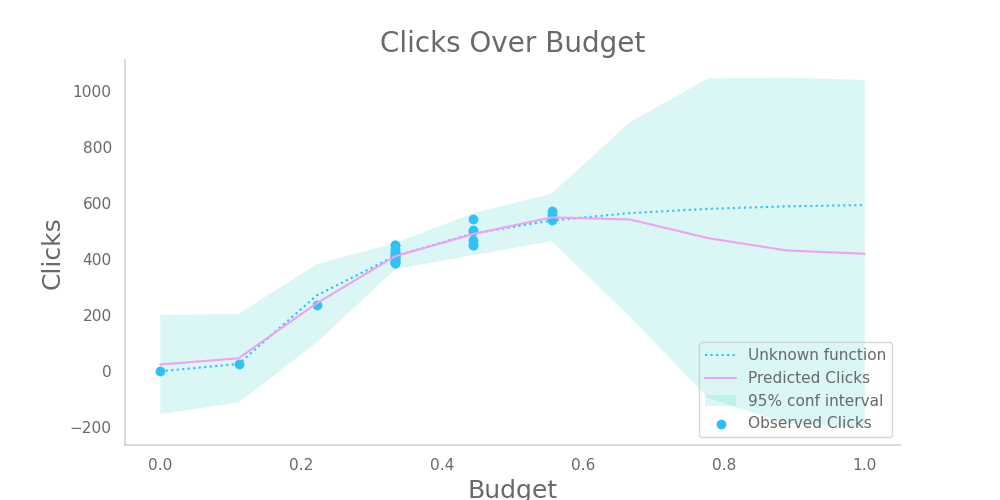 Clicks Over Budget
Clicks
1000
800
600
400
200
0
−200
0.0 0.2 0.4 0.6 0.8 1.0
Budget
Unknown function
Predicted Clicks
95% conf interval
Observed Clicks